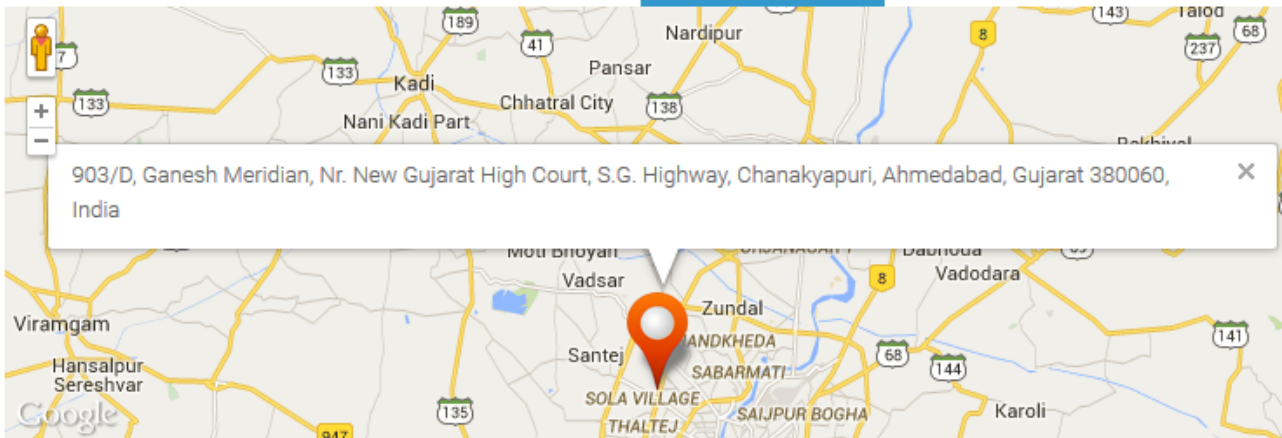 189
143
Talod
Nardipur
8
68
41
237
7
133
Pansar
Kadi
133
Chhatral City
138
+
Nani Kadi Part
−
903/D, Ganesh Meridian, Nr. New Gujarat High Court, S.G. Highway, Chanakyapuri, Ahmedabad, Gujarat 380060,
India
×
Moti Bhoyan
Dabhoda
Vadsar
8
Vadodara
Zundal
Viramgam
141
Santej
68
Hansalpur
Sereshvar
144
SABARMATI
SOLA VILLAGE
Google
135
SAIJPUR BOGHA
Karoli
THALTEJ
947